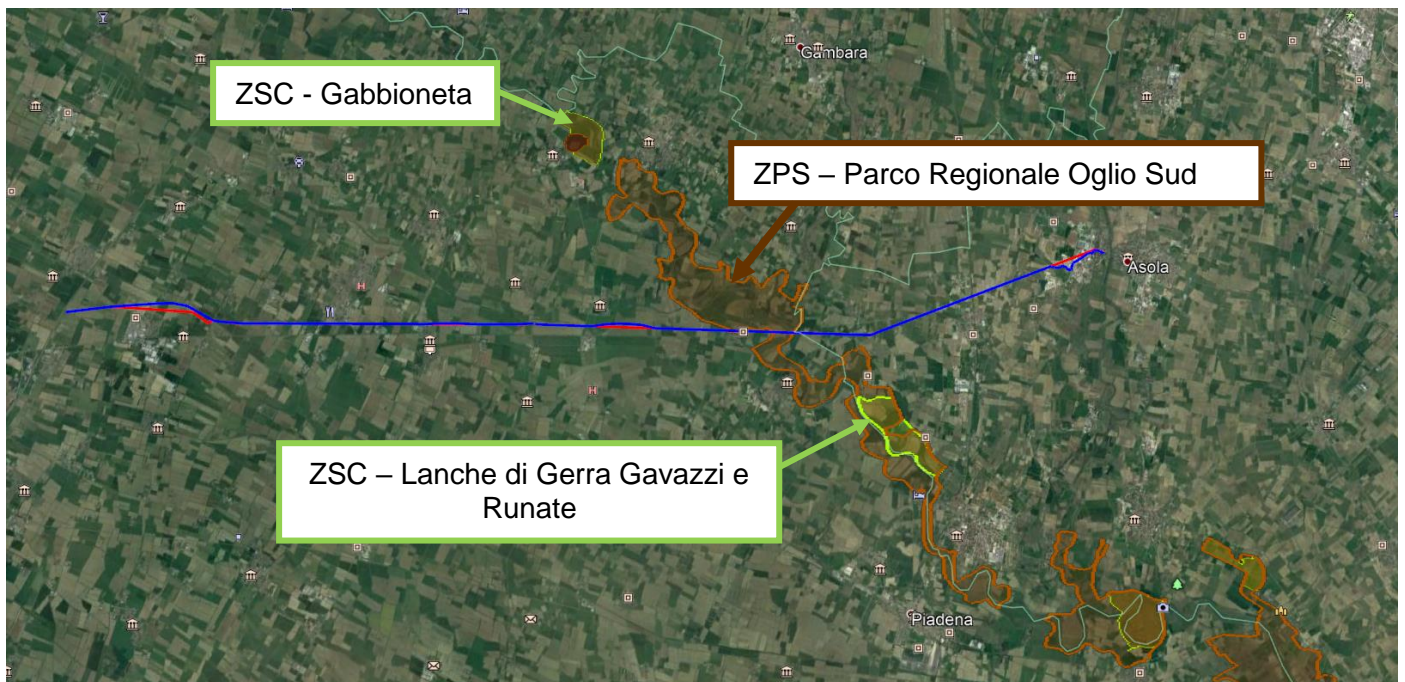 Gambara
ZSC - Gabbioneta
ZPS – Parco Regionale Oglio Sud
Asola
ZSC – Lanche di Gerra Gavazzi e
Runate
Piadena